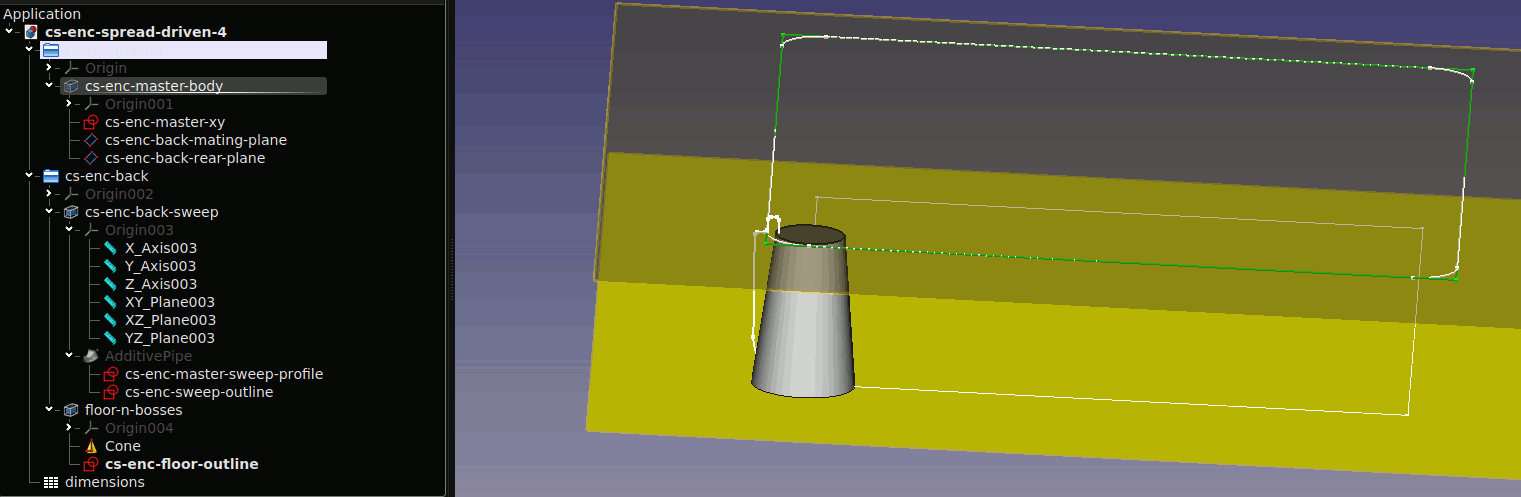 Application
cs-enc-spread-driven-4
Origin
cs-enc-master-body
Origin001
cs-enc-master-xy
cs-enc-back-mating-plane
cs-enc-back-rear-plane
cs-enc-back
Origin002
cs-enc-back-sweep
Origin003
X_Axis003
Y_Axis003
Z_Axis003
XY_Plane003
XZ_Plane003
YZ_Plane003
AdditivePipe
cs-enc-master-sweep-profile
cs-enc-sweep-outline
floor-n-bosses
Origin004
Cone
cs-enc-floor-outline
dimensions